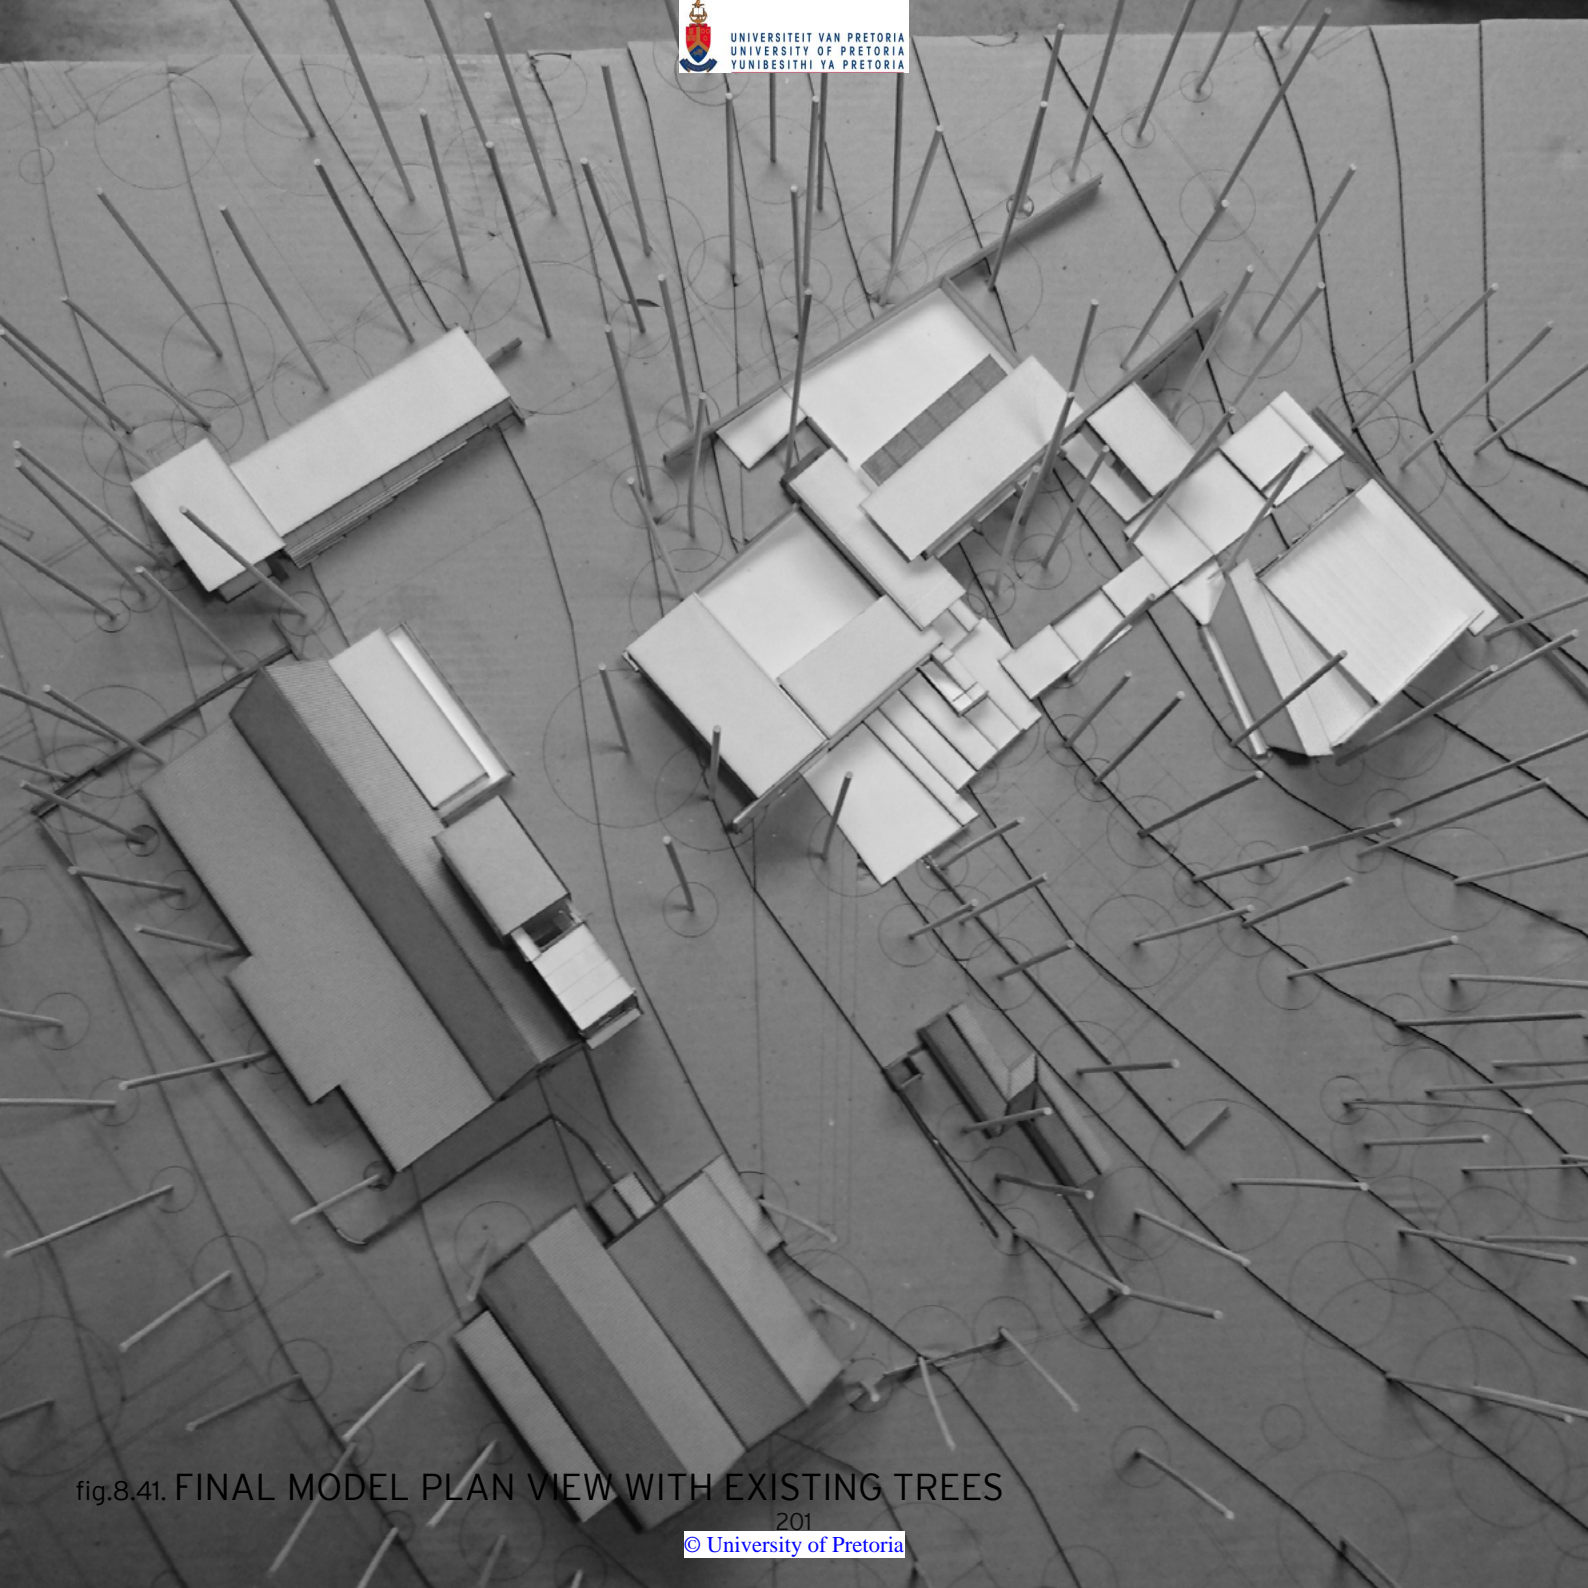 UNIVERSITEIT VAN PRETORIA
UNIVERSITY OF PRETORIA
YUNIBESITHI YA PRETORIA
fig.8.41. FINAL MODEL PLAN VIEW WITH EXISTING TREES
201
© University of Pretoria